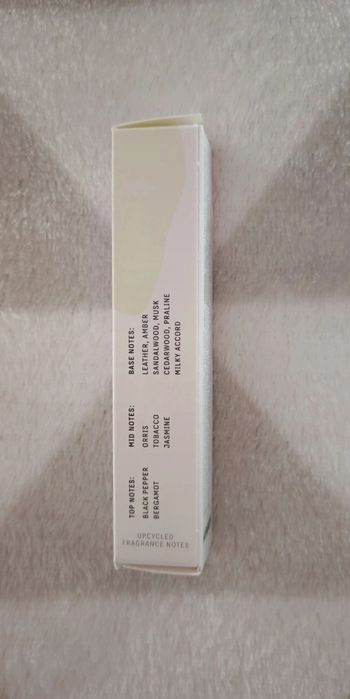 UPCYCLED
FRAGRANCE NOTES
TOP NOTES:
BLACK PEPPER
BERGAMOT
MID NOTES:
ORRIS
TOBACCO
JASMINE
BASE NOTES:
LEATHER, AMBER
SANDALWOOD, MUSK
CEDARWOOD, PRALINE
MILKY ACCORD